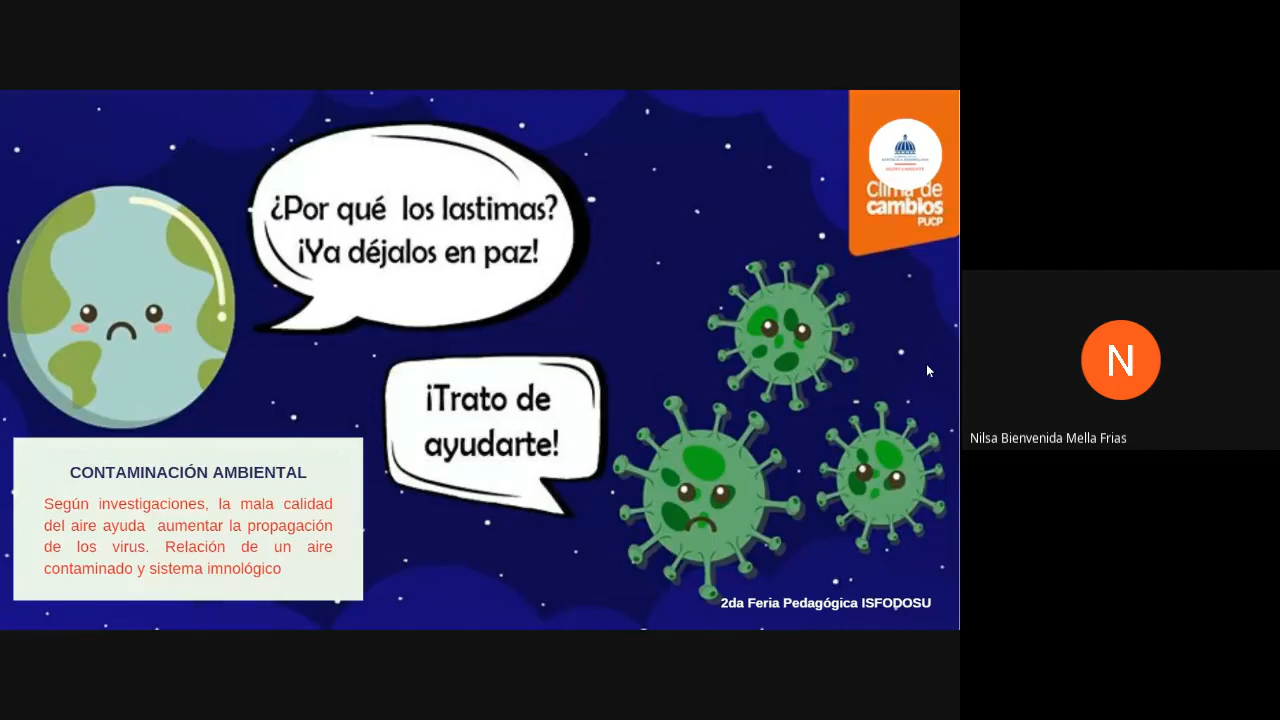 ¿Por qué los lastimas?
¡Ya déjalos en paz!
Clima de
cambios
PUCP
¡Trato de
ayudarte!
CONTAMINACIÓN AMBIENTAL
Según investigaciones, la mala calidad
del aire ayuda aumentar la propagación
de los virus. Relación de un aire
contaminado y sistema imnológico
2da Feria Pedagógica ISFODOSU
N
Nilsa Bienvenida Mella Frias